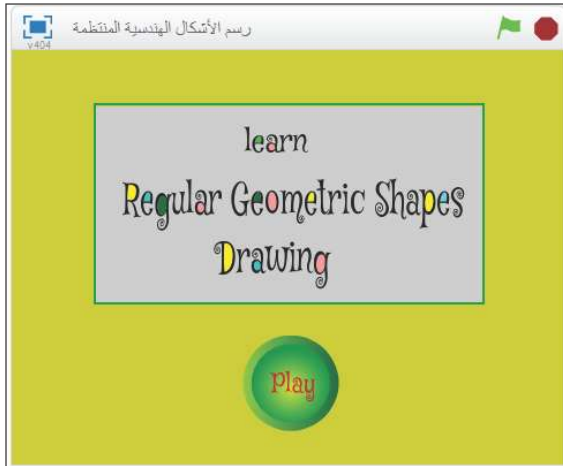 رسم الأشكال الهندسية المنتظمة
v404
learn
Regular Geometric Shapes
Drawing
play